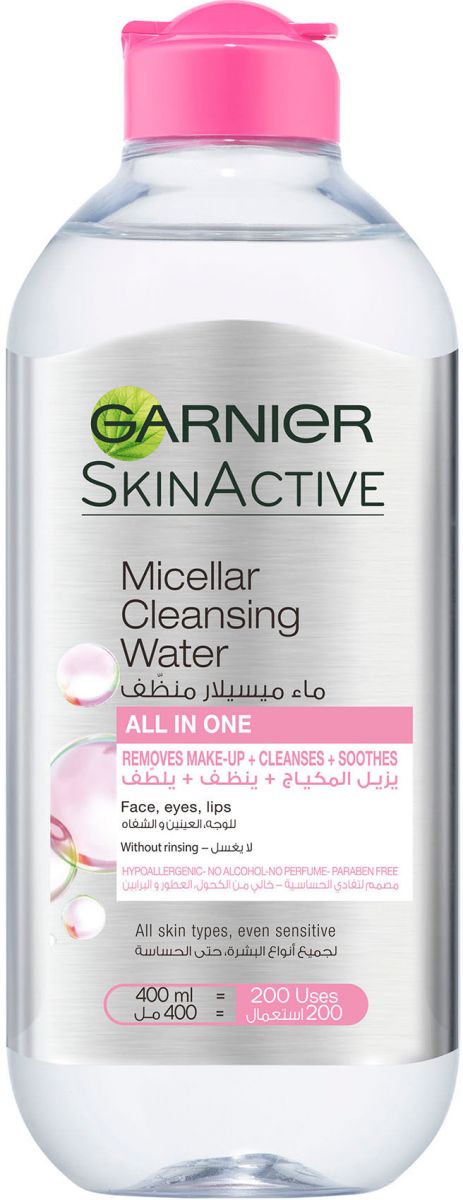 GARNIER
SKINACTIVE
Micellar
Cleansing
Water
ماء ميسيلار منظّف
ALL IN ONE
REMOVES MAKE-UP + CLEANSES + SOOTHES
يزيل المكياج + ينظف + يلطّف
Face, eyes, lips
للوجه، العينين و الشفاه
Without rinsing – لا يغسل
HYPOALLERGENIC- NO ALCOHOL-NO PERFUME- PARABEN FREE
مصمم لتفادي الحساسية – خالي من الكحول، العطور و البرابين
All skin types, even sensitive
لجميع أنواع البشرة، حتى الحساسة
400 ml = 200 Uses
400 مل = 200 استعمال